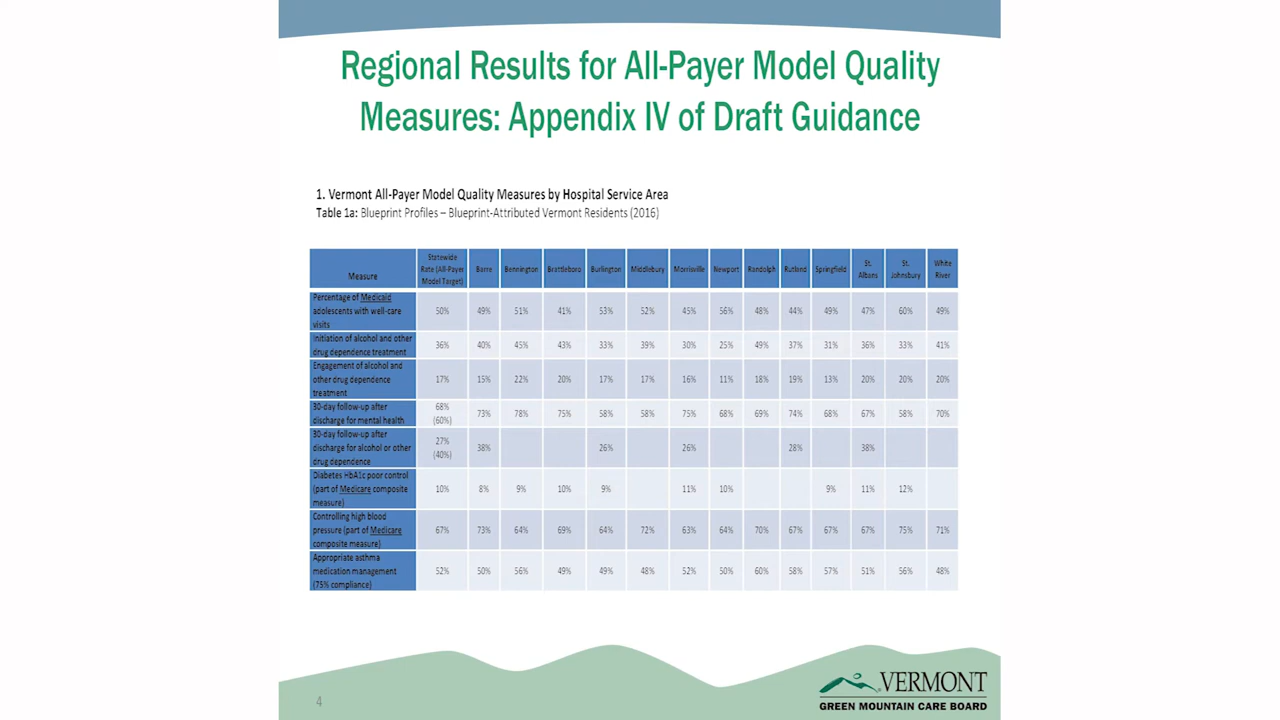 Regional Results for All-Payer Model Quality
Measures: Appendix IV of Draft Guidance
1. Vermont All-Payer Model Quality Measures by Hospital Service Area
Table 1a: Blueprint Profiles – Blueprint-Attributed Vermont Residents (2016)
Measure Statewide Rate (All-Payer Model Target) Barre Bennington Brattleboro Burlington Middlebury Morrisville Newport Randolph Rutland Springfield St. Albans St. Johnsbury White River
Percentage of Medicaid adolescents with well-care visits 50% 49% 51% 41% 53% 52% 45% 56% 48% 44% 49% 47% 60% 49%
Initiation of alcohol and other drug dependence treatment 36% 40% 45% 43% 33% 39% 30% 25% 49% 37% 31% 36% 33% 41%
Engagement of alcohol and other drug dependence treatment 17% 15% 22% 20% 17% 17% 16% 11% 18% 19% 13% 20% 20% 20%
30-day follow-up after discharge for mental health 68% (60%) 73% 78% 75% 58% 58% 75% 68% 69% 74% 68% 67% 58% 70%
30-day follow-up after discharge for alcohol or other drug dependence 27% (40%) 38% 26% 26% 28% 38%
Diabetes HbA1c poor control (part of Medicare composite measure) 10% 8% 9% 10% 9% 11% 10% 9% 11% 12%
Controlling high blood pressure (part of Medicare composite measure) 67% 73% 64% 69% 64% 72% 63% 64% 70% 67% 67% 67% 75% 71%
Appropriate asthma medication management (75% compliance) 52% 50% 56% 49% 49% 48% 52% 50% 60% 58% 57% 51% 56% 48%
4
VERMONT
GREEN MOUNTAIN CARE BOARD